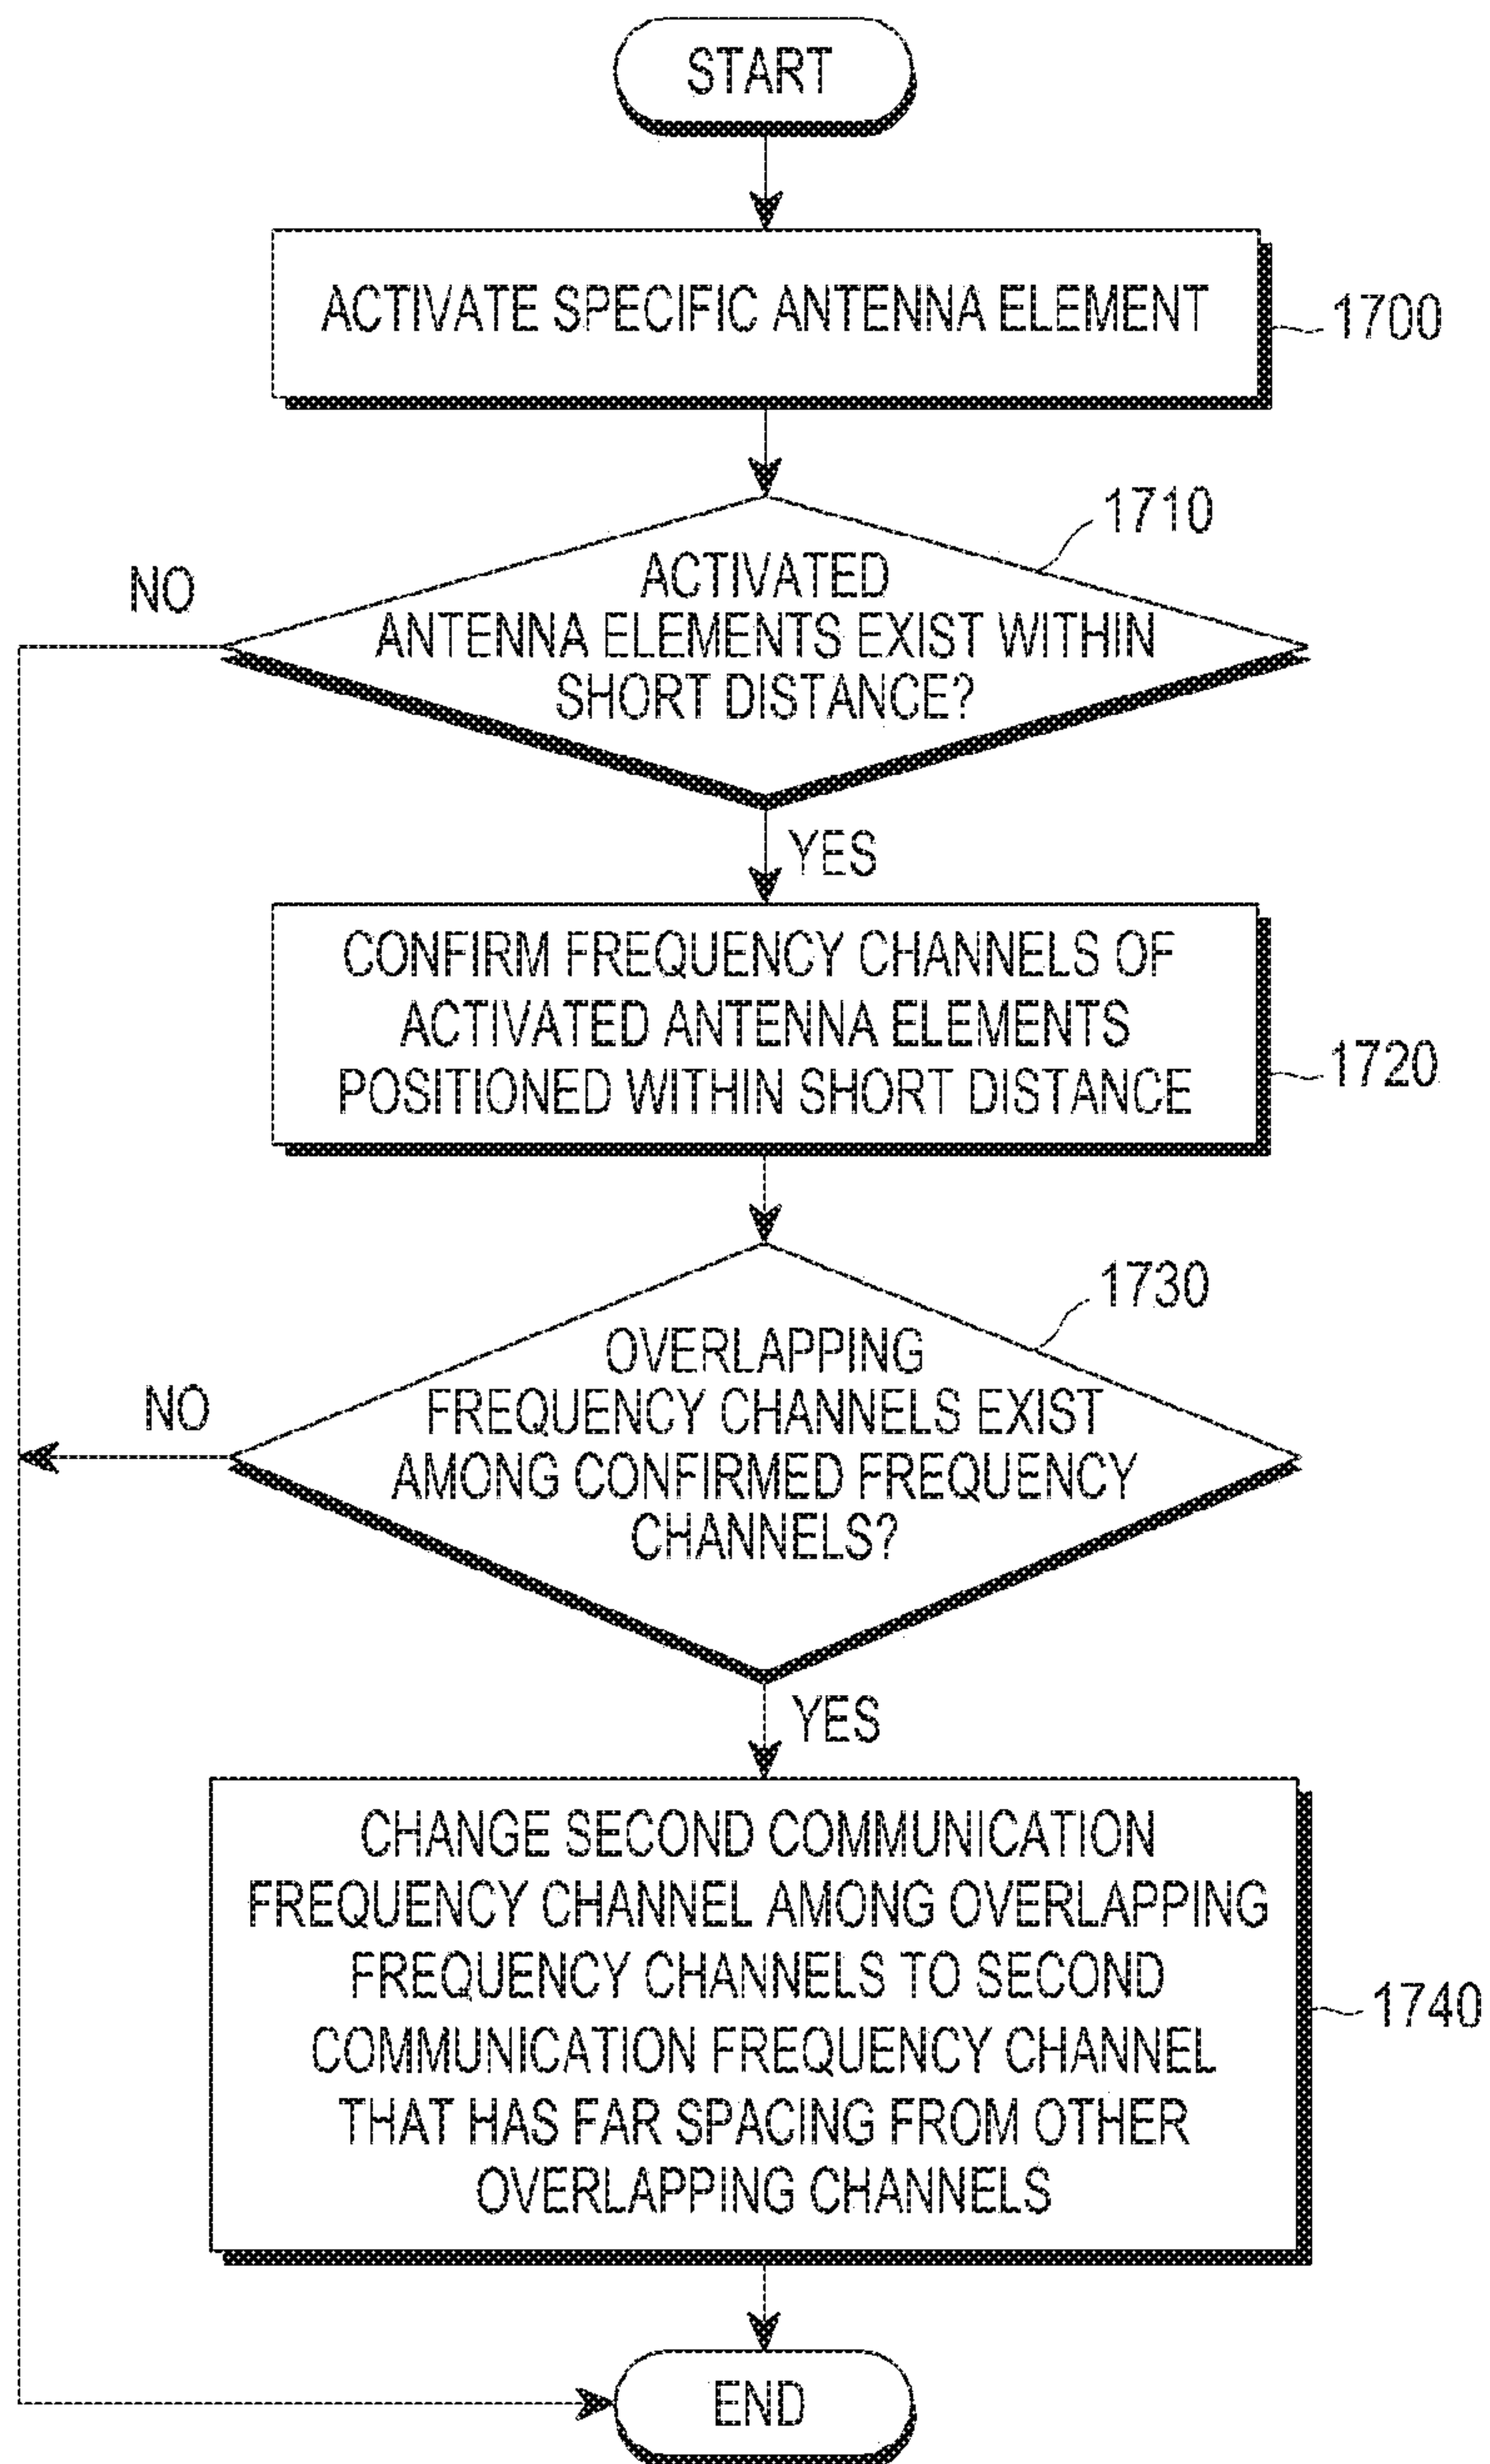 START
ACTIVATE SPECIFIC ANTENNA ELEMENT
1700
1710
NO
ACTIVATED
ANTENNA ELEMENTS EXIST WITHIN
SHORT DISTANCE?
YES
CONFIRM FREQUENCY CHANNELS OF
ACTIVATED ANTENNA ELEMENTS
POSITIONED WITHIN SHORT DISTANCE
1720
1730
NO
OVERLAPPING
FREQUENCY CHANNELS EXIST
AMONG CONFIRMED FREQUENCY
CHANNELS?
YES
CHANGE SECOND COMMUNICATION
FREQUENCY CHANNEL AMONG OVERLAPPING
FREQUENCY CHANNELS TO SECOND
COMMUNICATION FREQUENCY CHANNEL
THAT HAS FAR SPACING FROM OTHER
OVERLAPPING CHANNELS
1740
END